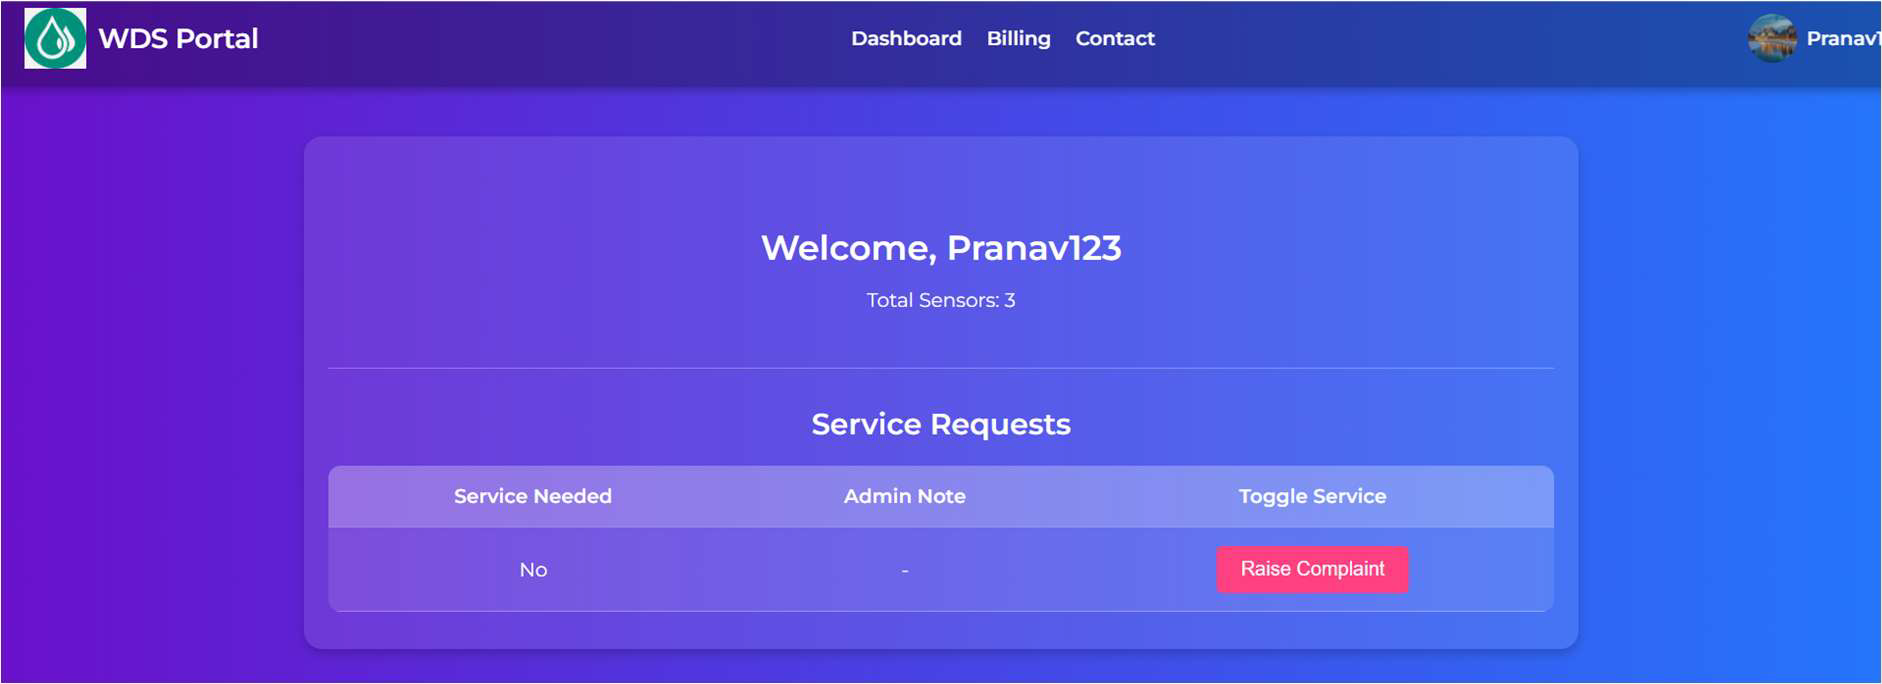 WDS Portal
Dashboard Billing Contact
Pranav1
Welcome, Pranav123
Total Sensors: 3
Service Requests
Service Needed Admin Note Toggle Service
No - Raise Complaint